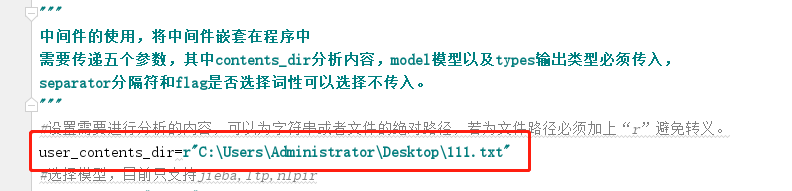 """
中间件的使用，将中间件嵌套在程序中
需要传递五个参数，其中contents_dir分析内容，model模型以及types输出类型必须传入，
separator分隔符和flag是否选择词性可以选择不传入。
"""
#设置需要进行分析的内容，可以为字符串或者文件的绝对路径，若为文件路径必须加上“r”避免转义。
user_contents_dir=r"C:\Users\Administrator\Desktop\111.txt"
#选择模型，目前只支持jieba,ltp,nlpir